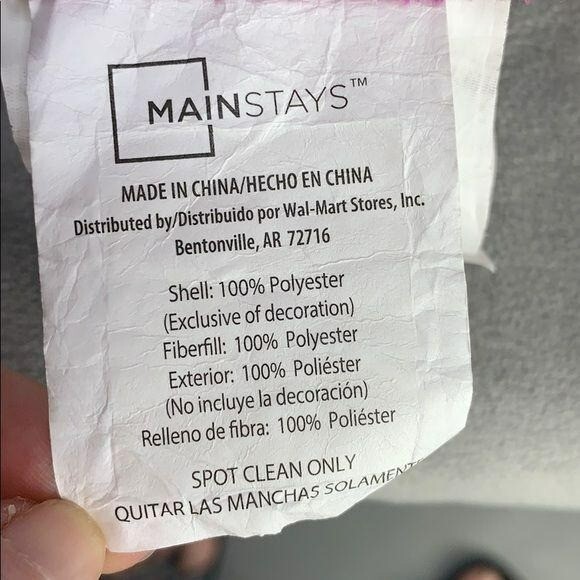 MAINSTAYS™
MADE IN CHINA/HECHO EN CHINA
Distributed by/Distribuido por Wal-Mart Stores, Inc.
Bentonville, AR 72716
Shell: 100% Polyester
(Exclusive of decoration)
Fiberfill: 100% Polyester
Exterior: 100% Poliéster
(No incluye la decoración)
Relleno de fibra: 100% Poliéster
SPOT CLEAN ONLY
QUITAR LAS MANCHAS SOLAMENT